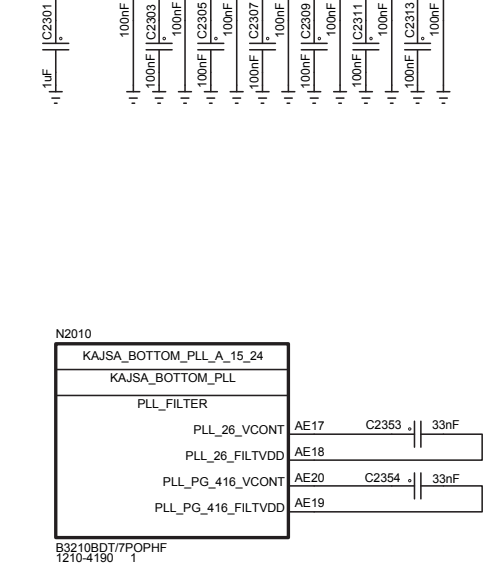 C2301
1uF
100nF
C2303
100nF
100nF
C2305
100nF
100nF
C2307
100nF
100nF
C2309
100nF
100nF
C2311
100nF
100nF
C2313
100nF
100nF
N2010
KAJSA_BOTTOM_PLL_A_15_24
KAJSA_BOTTOM_PLL
PLL_FILTER
PLL_26_VCONT AE17 C2353 33nF
PLL_26_FILTVDD AE18
PLL_PG_416_VCONT AE20 C2354 33nF
PLL_PG_416_FILTVDD AE19
B3210BDT/7POPHF
1210-4190 1